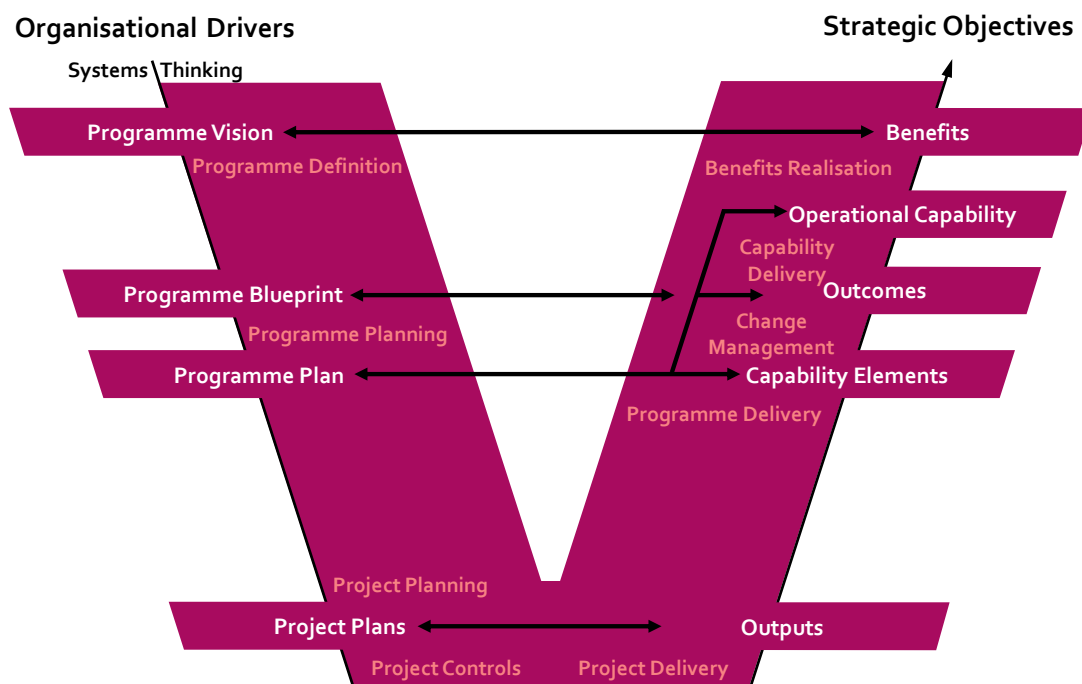 Organisational Drivers
Strategic Objectives
Systems Thinking
Programme Vision
Benefits
Programme Definition
Benefits Realisation
Operational Capability
Capability
Delivery
Programme Blueprint
Outcomes
Change
Management
Programme Planning
Programme Plan
Capability Elements
Programme Delivery
Project Planning
Project Plans
Outputs
Project Controls
Project Delivery